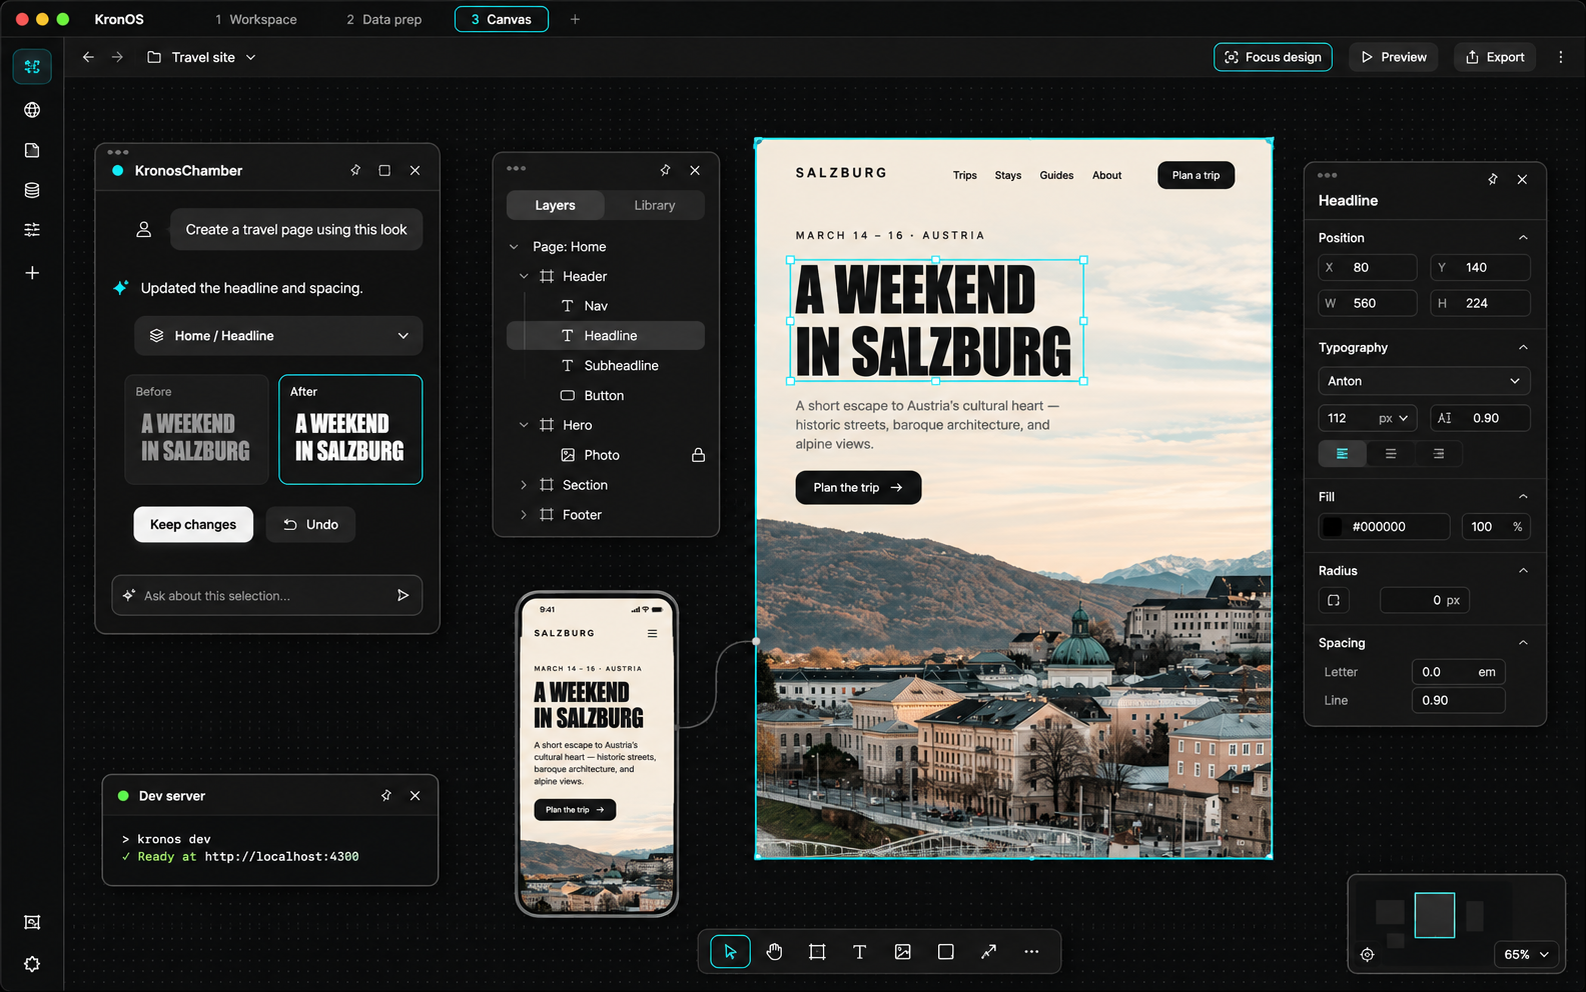 KronOS
1 Workspace
2 Data prep
3 Canvas
Travel site
Focus design
Preview
Export
KronosChamber
Create a travel page using this look
Updated the headline and spacing.
Home / Headline
Before
A WEEKEND
IN SALZBURG
After
A WEEKEND
IN SALZBURG
Keep changes
Undo
Ask about this selection...
Dev server
> kronos dev
✓ Ready at http://localhost:4300
Layers
Library
Page: Home
Header
Nav
Headline
Subheadline
Button
Hero
Photo
Section
Footer
9:41
SALZBURG
MARCH 14 – 16 · AUSTRIA
A WEEKEND
IN SALZBURG
A short escape to Austria's
cultural heart — historic streets,
baroque architecture, and
alpine views.
Plan the trip →
SALZBURG
Trips
Stays
Guides
About
Plan a trip
MARCH 14 – 16 · AUSTRIA
A WEEKEND
IN SALZBURG
A short escape to Austria's cultural heart —
historic streets, baroque architecture, and
alpine views.
Plan the trip →
Headline
Position
X 80
Y 140
W 560
H 224
Typography
Anton
112 px
AI 0.90
Fill
#000000
100 %
Radius
0 px
Spacing
Letter 0.0 em
Line 0.90
65%